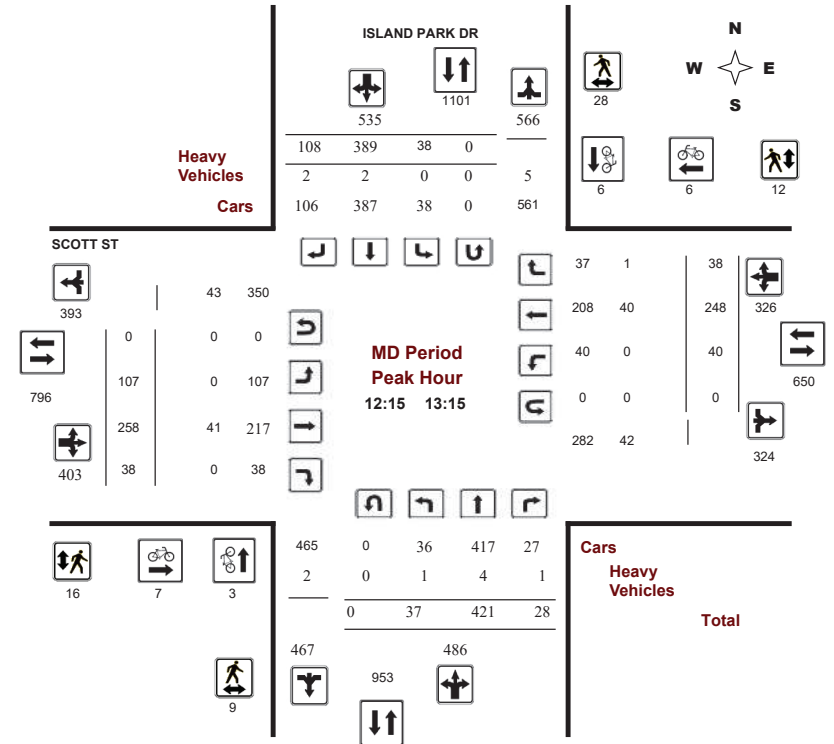 ISLAND PARK DR
N
W E
S
1101
28
535 566
108 389 38 0
Heavy
Vehicles
2 2 0 0 5
Cars
106 387 38 0 561
6 6 12
SCOTT ST
37 1 38
43 350
393
208 40 248 326
0 0 0
MD Period
Peak Hour
40 0 40
107 0 107
12:15 13:15
796
650
0 0 0
258 41 217
282 42
324
403
38 0 38
465 0 36 417 27
Cars
2 0 1 4 1
Heavy
Vehicles
16 7 3
0 37 421 28
Total
467 486
953
9